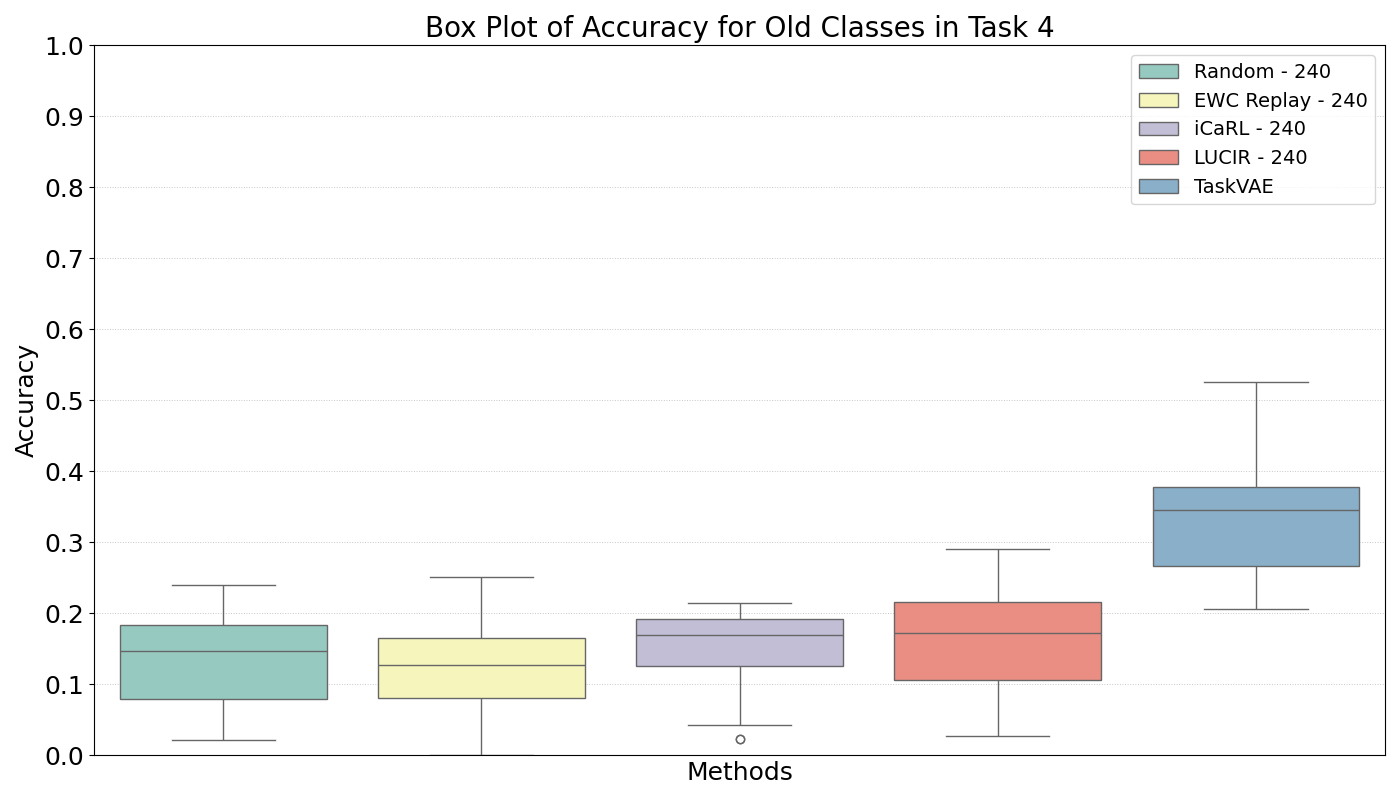 Box Plot of Accuracy for Old Classes in Task 4
1.0
0.9
0.8
0.7
0.6
0.5
0.4
0.3
0.2
0.1
0.0
Accuracy
Methods
Random - 240
EWC Replay - 240
iCaRL - 240
LUCIR - 240
TaskVAE